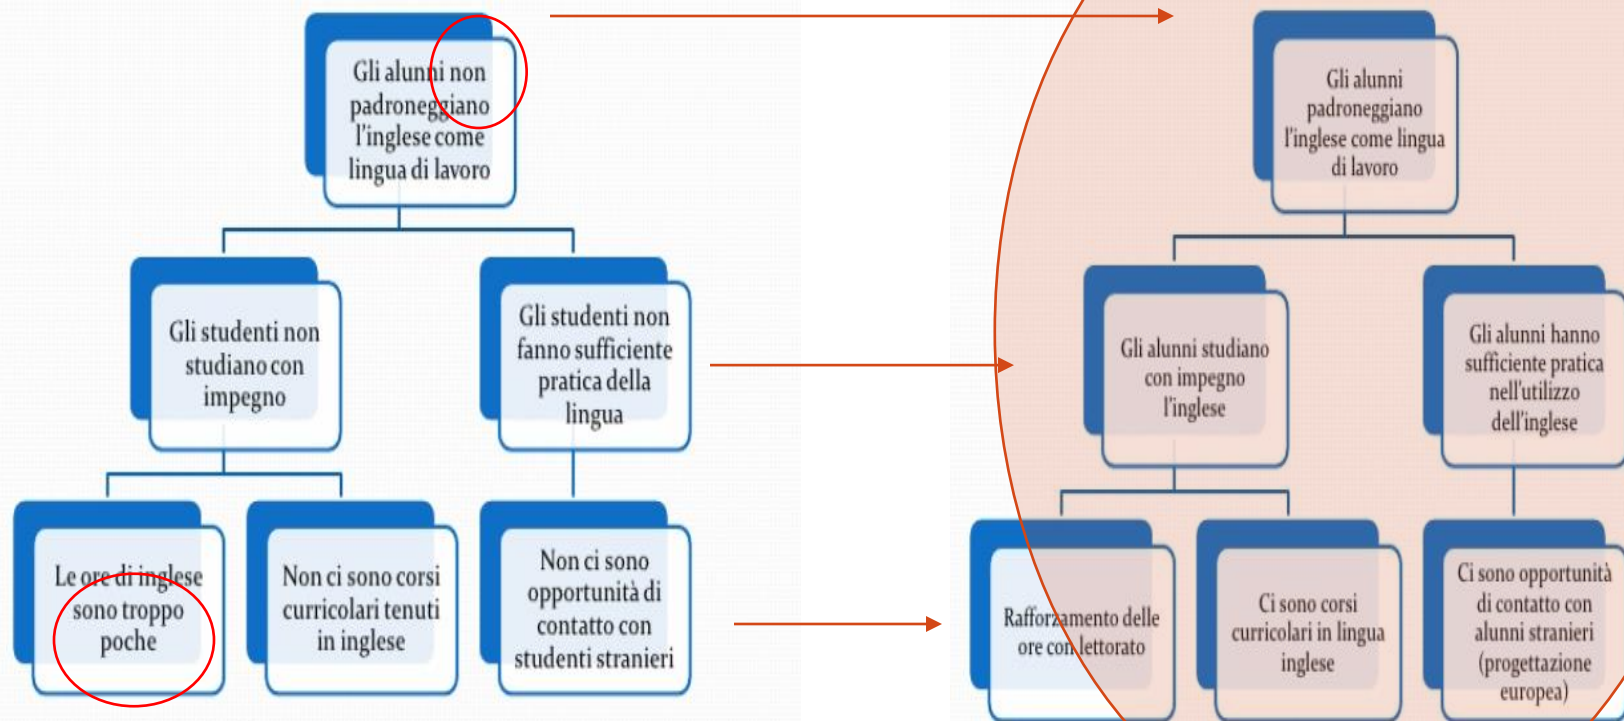 Gli alunni non
padroneggiano
l'inglese come
lingua di lavoro
Gli studenti non
studiano con
impegno
Gli studenti non
fanno sufficiente
pratica della
lingua
Le ore di inglese
sono troppo
poche
Non ci sono corsi
curricolari tenuti
in inglese
Non ci sono
opportunità di
contatto con
studenti stranieri
Gli alunni
padroneggiano
l'inglese come lingua
di lavoro
Gli alunni studiano
con impegno
l'inglese
Gli alunni hanno
sufficiente pratica
nell'utilizzo
dell'inglese
Rafforzamento delle
ore con lettorato
Ci sono corsi
curricolari in lingua
inglese
Ci sono opportunità
di contatto con
alunni stranieri
(progettazione
europea)